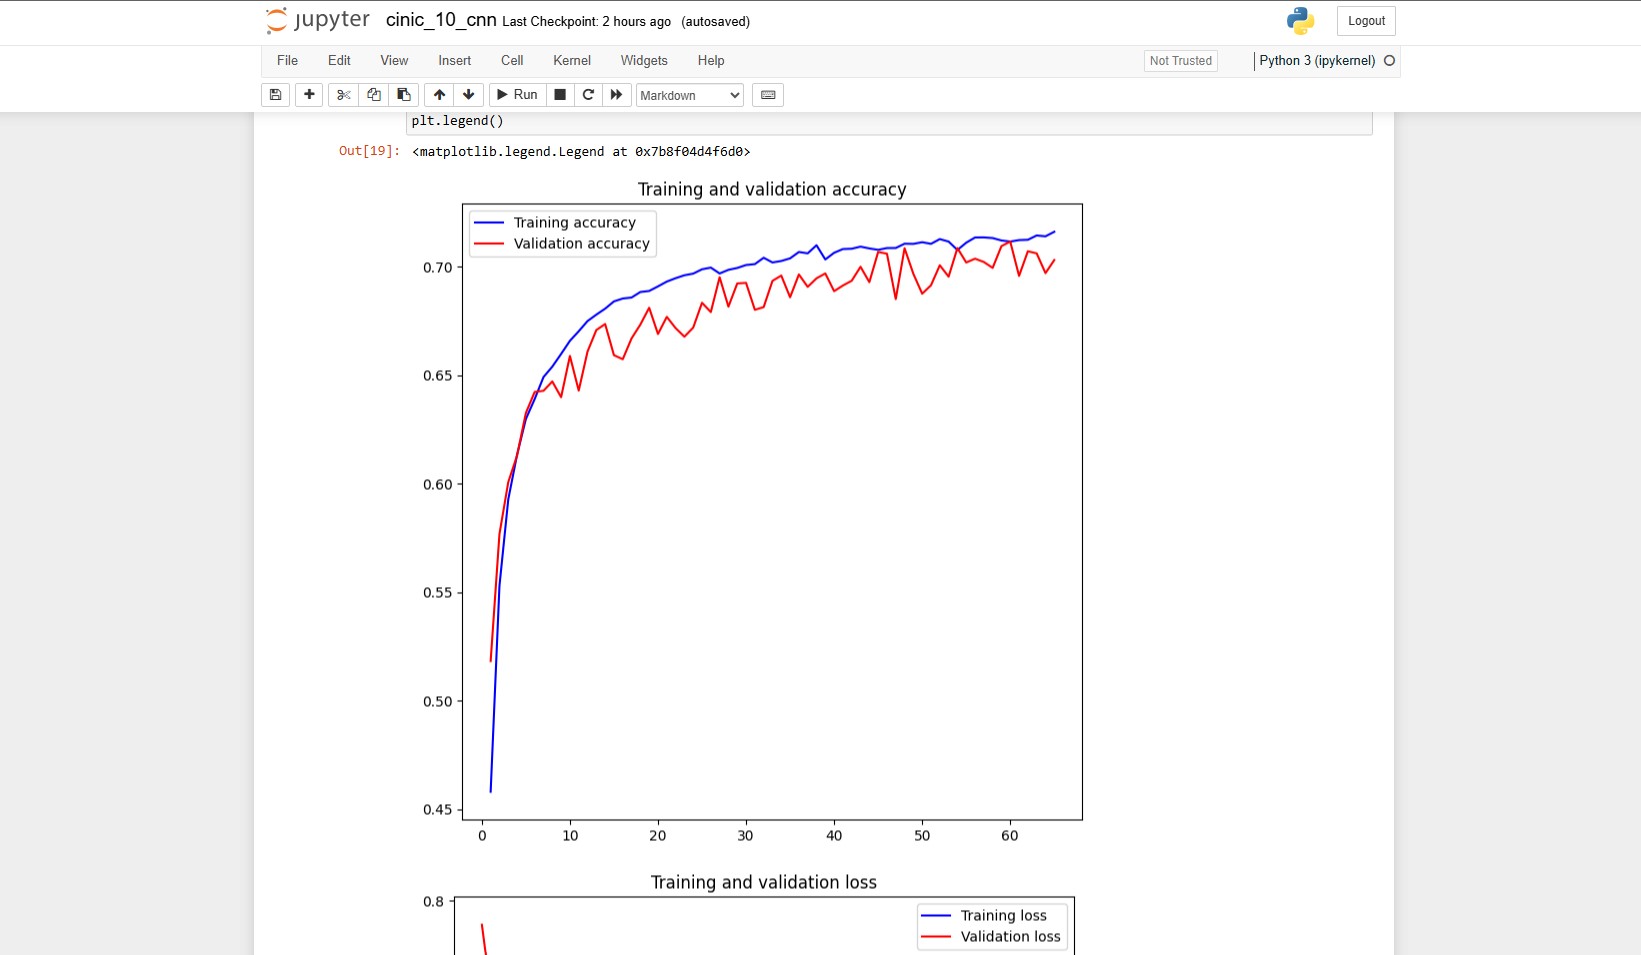 jupyter cinic_10_cnn Last Checkpoint: 2 hours ago (autosaved) Logout
File Edit View Insert Cell Kernel Widgets Help Not Trusted Python 3 (ipykernel)
Run Markdown
plt.legend()
Out[19]: <matplotlib.legend.Legend at 0x7b8f04d4f6d0>
Training and validation accuracy
Training accuracy
Validation accuracy
0.70
0.65
0.60
0.55
0.50
0.45
0 10 20 30 40 50 60
Training and validation loss
0.8
Training loss
Validation loss